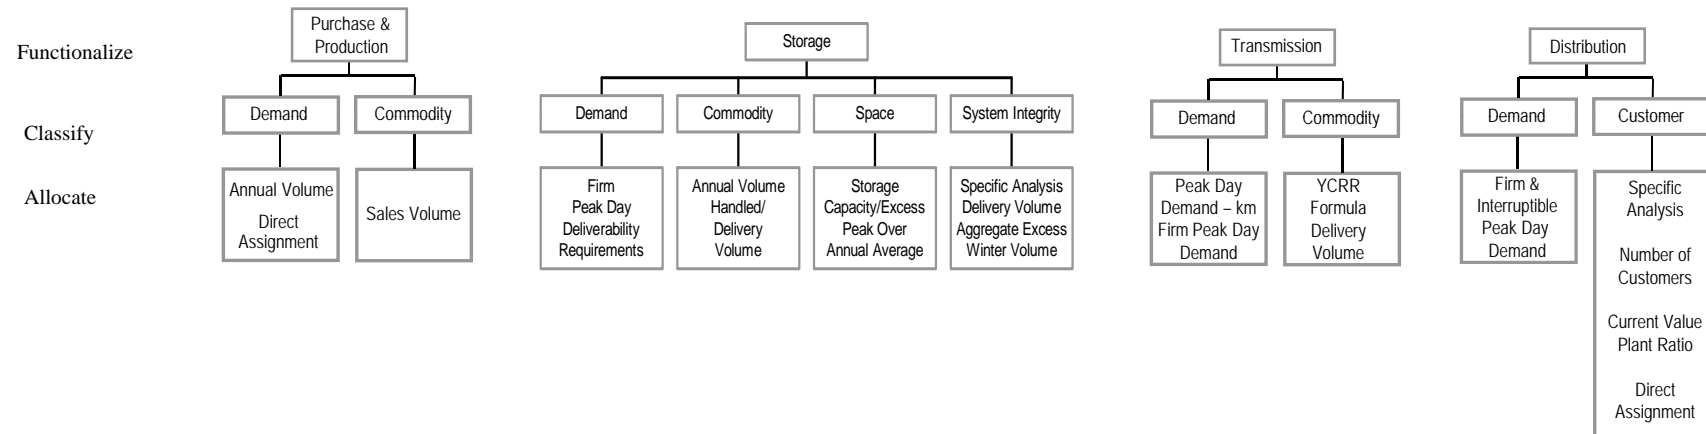 Functionalize
Purchase &
Production
Storage
Transmission
Distribution
Classify
Demand
Commodity
Demand
Commodity
Space
System Integrity
Demand
Commodity
Demand
Customer
Allocate
Annual Volume
Direct
Assignment
Sales Volume
Firm
Peak Day
Deliverability
Requirements
Annual Volume
Handled/
Delivery
Volume
Storage
Capacity/Excess
Peak Over
Annual Average
Specific Analysis
Delivery Volume
Aggregate Excess
Winter Volume
Peak Day
Demand – km
Firm Peak Day
Demand
YCRR
Formula
Delivery
Volume
Firm &
Interruptible
Peak Day
Demand
Specific
Analysis
Number of
Customers
Current Value
Plant Ratio
Direct
Assignment